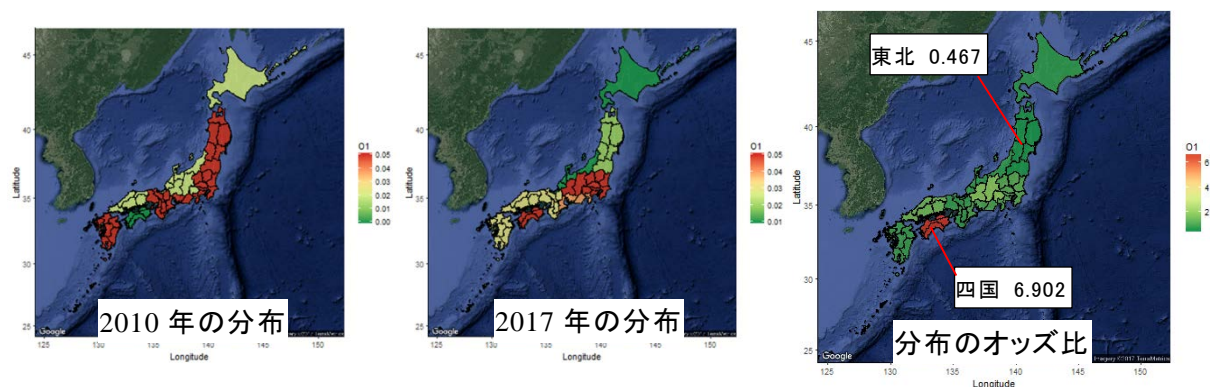 45
40
35
30
25
125
130
135
140
145
150
Latitude
Longitude
O1
0.05
0.04
0.03
0.02
0.01
0.00
Google
2010 年の分布
45
40
35
30
25
125
130
135
140
145
150
Latitude
Longitude
O1
0.05
0.04
0.03
0.02
0.01
Google
2017 年の分布
45
40
35
30
25
125
130
135
140
145
150
Latitude
Longitude
O1
6
4
2
東北 0.467
四国 6.902
分布のオッズ比
Google
Imagery ©2017 TerraMetrics